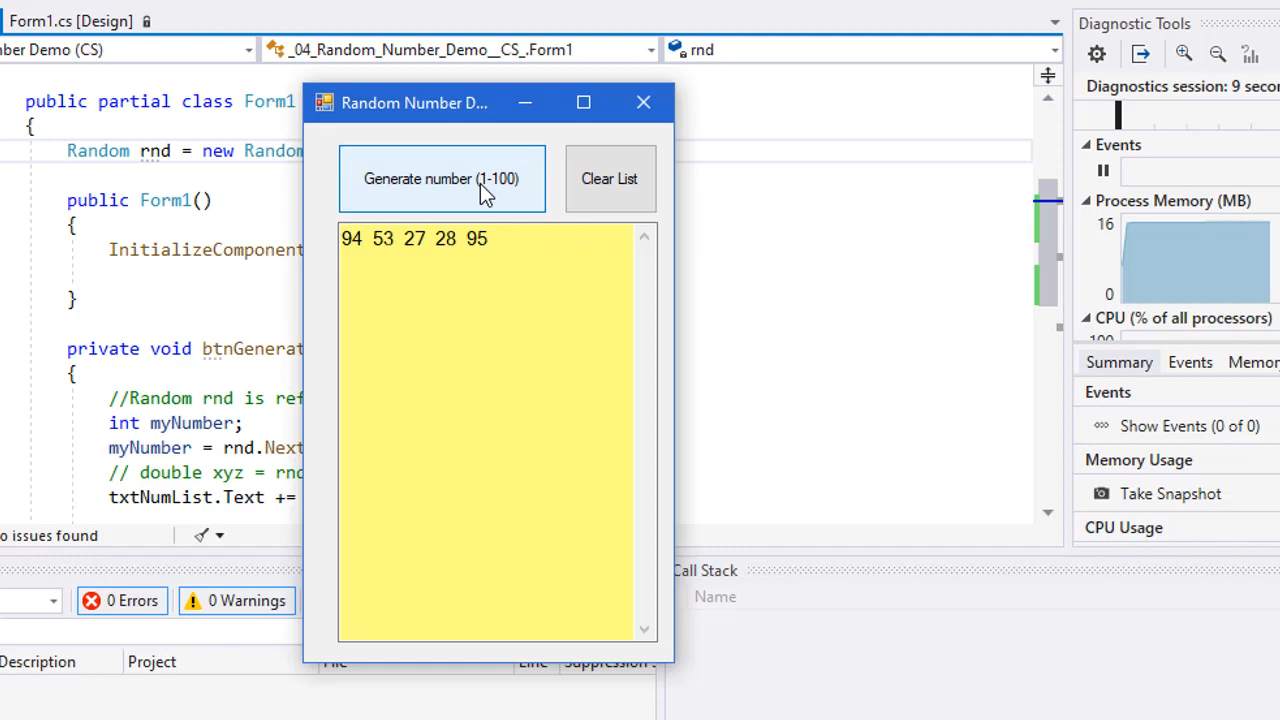 Form1.cs [Design]
Diagnostic Tools
ber Demo (CS)
_04_Random_Number_Demo__CS_.Form1
rnd
Diagnostics session: 9 secor
public partial class Form1
{
Random rnd = new Random
public Form1()
{
InitializeComponent
}
private void btnGenerat
{
//Random rnd is ref
int myNumber;
myNumber = rnd.Next
// double xyz = rnd
txtNumList.Text +=
Random Number D...
Generate number (1-100)
Clear List
94 53 27 28 95
Events
Process Memory (MB)
16
0
CPU (% of all processors)
100
Summary
Events
Memor
Events
Show Events (0 of 0)
Memory Usage
Take Snapshot
CPU Usage
o issues found
0 Errors
0 Warnings
Call Stack
Name
Description
Project